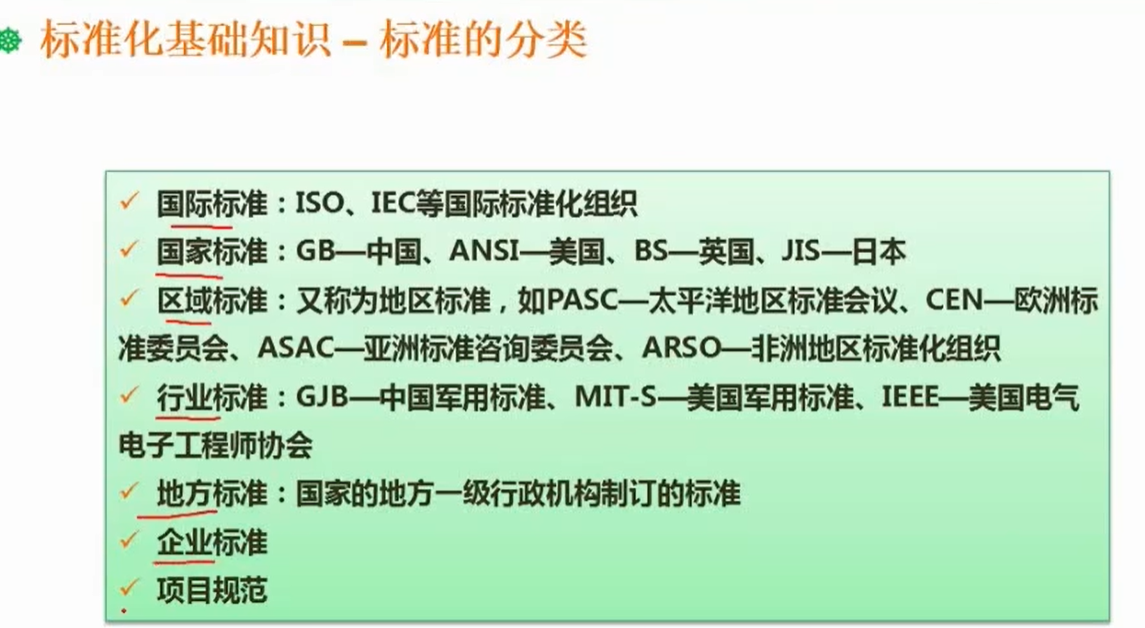 标准化基础知识 – 标准的分类
✓ 国际标准：ISO、IEC等国际标准化组织
✓ 国家标准：GB—中国、ANSI—美国、BS—英国、JIS—日本
✓ 区域标准：又称为地区标准，如PASC—太平洋地区标准会议、CEN—欧洲标
准委员会、ASAC—亚洲标准咨询委员会、ARSO—非洲地区标准化组织
✓ 行业标准：GJB—中国军用标准、MIT-S—美国军用标准、IEEE—美国电气
电子工程师协会
✓ 地方标准：国家的地方一级行政机构制订的标准
✓ 企业标准
✓ 项目规范